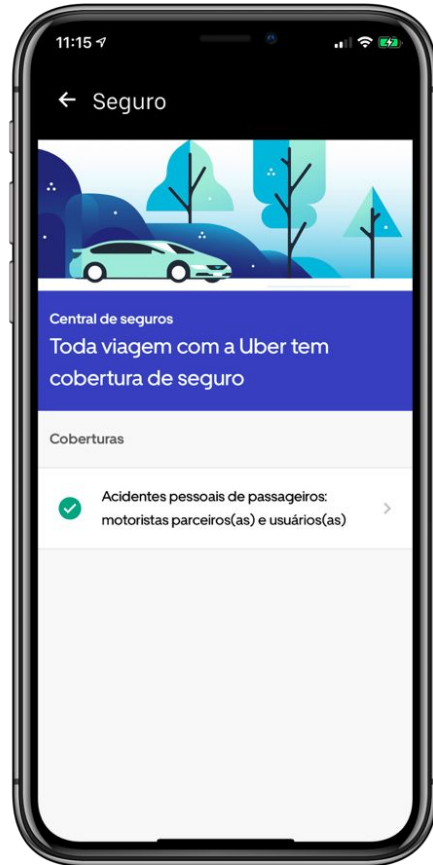 11:15
Seguro
Central de seguros
Toda viagem com a Uber tem
cobertura de seguro
Coberturas
Acidentes pessoais de passageiros:
motoristas parceiros(as) e usuários(as)